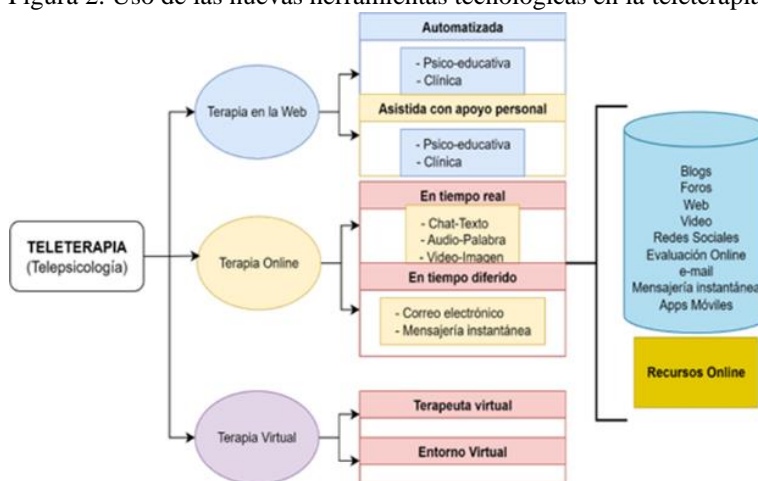 Figura 2. Uso de las nuevas herramientas tecnológicas en la teleterapia
TELETERAPIA
(Telepsicología)
Terapia en la Web
Automatizada
- Psico-educativa
- Clínica
Asistida con apoyo personal
- Psico-educativa
- Clínica
Terapia Online
En tiempo real
- Chat-Texto
- Audio-Palabra
- Video-Imagen
En tiempo diferido
- Correo electrónico
- Mensajería instantánea
Terapia Virtual
Terapeuta virtual
Entorno Virtual
Blogs
Foros
Web
Video
Redes Sociales
Evaluación Online
e-mail
Mensajería instantánea
Apps Móviles
Recursos Online